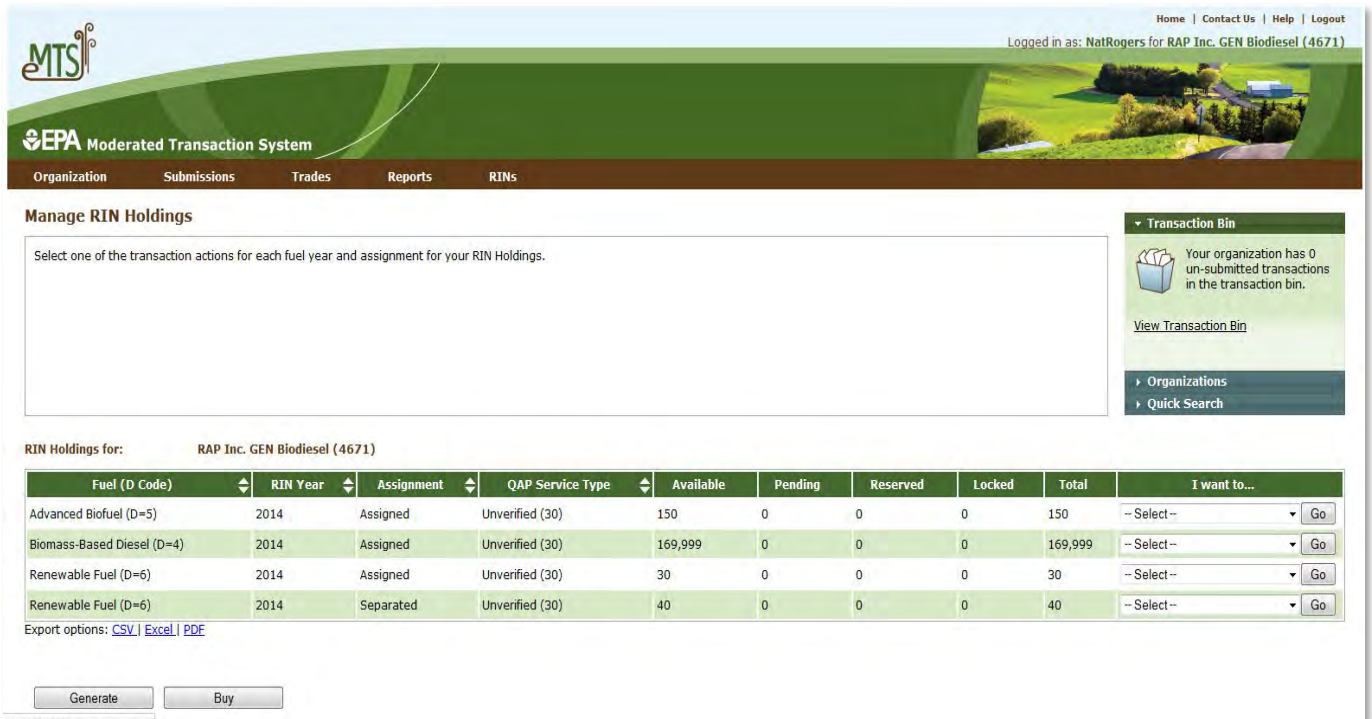 Home | Contact Us | Help | Logout
Logged in as: NatRogers for RAP Inc. GEN Biodiesel (4671)
eMTS
EPA Moderated Transaction System
Organization Submissions Trades Reports RINs
Manage RIN Holdings
Select one of the transaction actions for each fuel year and assignment for your RIN Holdings.
Transaction Bin
Your organization has 0
un-submitted transactions
in the transaction bin.
View Transaction Bin
Organizations
Quick Search
RIN Holdings for: RAP Inc. GEN Biodiesel (4671)
Fuel (D Code) RIN Year Assignment QAP Service Type Available Pending Reserved Locked Total I want to...
Advanced Biofuel (D=5) 2014 Assigned Unverified (30) 150 0 0 0 150 -- Select -- Go
Biomass-Based Diesel (D=4) 2014 Assigned Unverified (30) 169,999 0 0 0 169,999 -- Select -- Go
Renewable Fuel (D=6) 2014 Assigned Unverified (30) 30 0 0 0 30 -- Select -- Go
Renewable Fuel (D=6) 2014 Separated Unverified (30) 40 0 0 0 40 -- Select -- Go
Export options: CSV | Excel | PDF
Generate Buy